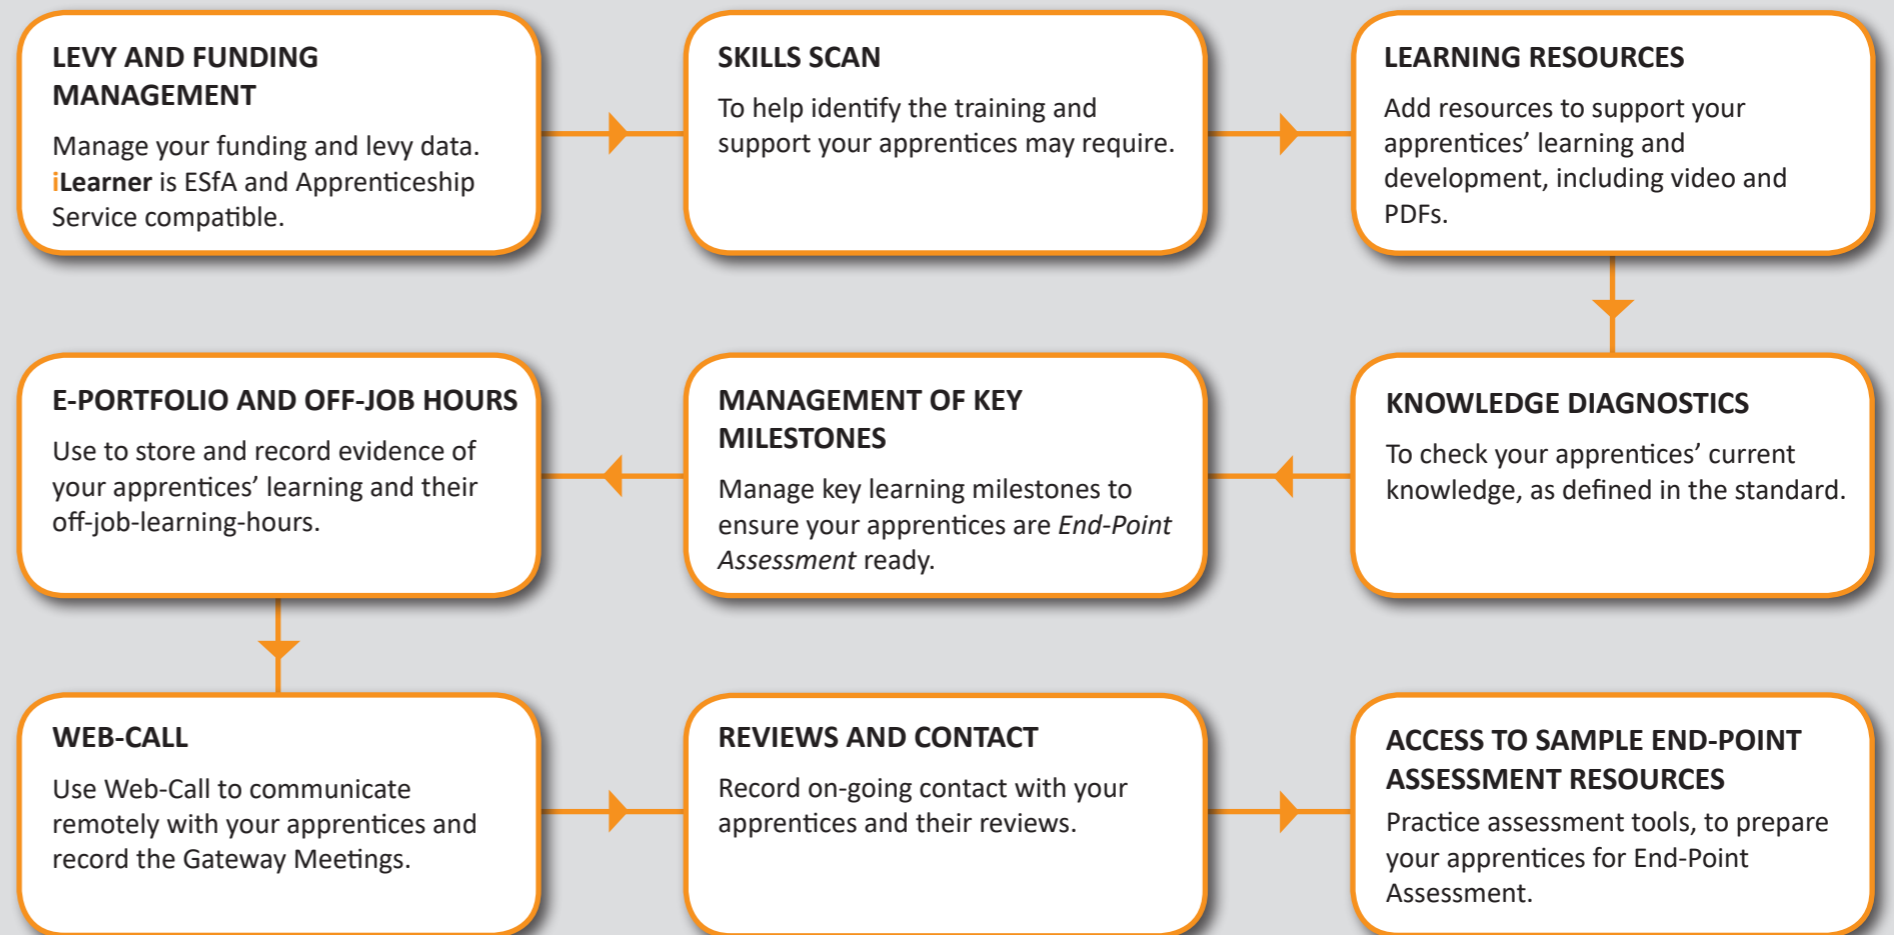 LEVY AND FUNDING
MANAGEMENT
Manage your funding and levy data.
iLearner is ESfA and Apprenticeship
Service compatible.
SKILLS SCAN
To help identify the training and
support your apprentices may require.
LEARNING RESOURCES
Add resources to support your
apprentices’ learning and
development, including video and
PDFs.
KNOWLEDGE DIAGNOSTICS
To check your apprentices’ current
knowledge, as defined in the standard.
MANAGEMENT OF KEY
MILESTONES
Manage key learning milestones to
ensure your apprentices are End-Point
Assessment ready.
E-PORTFOLIO AND OFF-JOB HOURS
Use to store and record evidence of
your apprentices’ learning and their
off-job-learning-hours.
WEB-CALL
Use Web-Call to communicate
remotely with your apprentices and
record the Gateway Meetings.
REVIEWS AND CONTACT
Record on-going contact with your
apprentices and their reviews.
ACCESS TO SAMPLE END-POINT
ASSESSMENT RESOURCES
Practice assessment tools, to prepare
your apprentices for End-Point
Assessment.